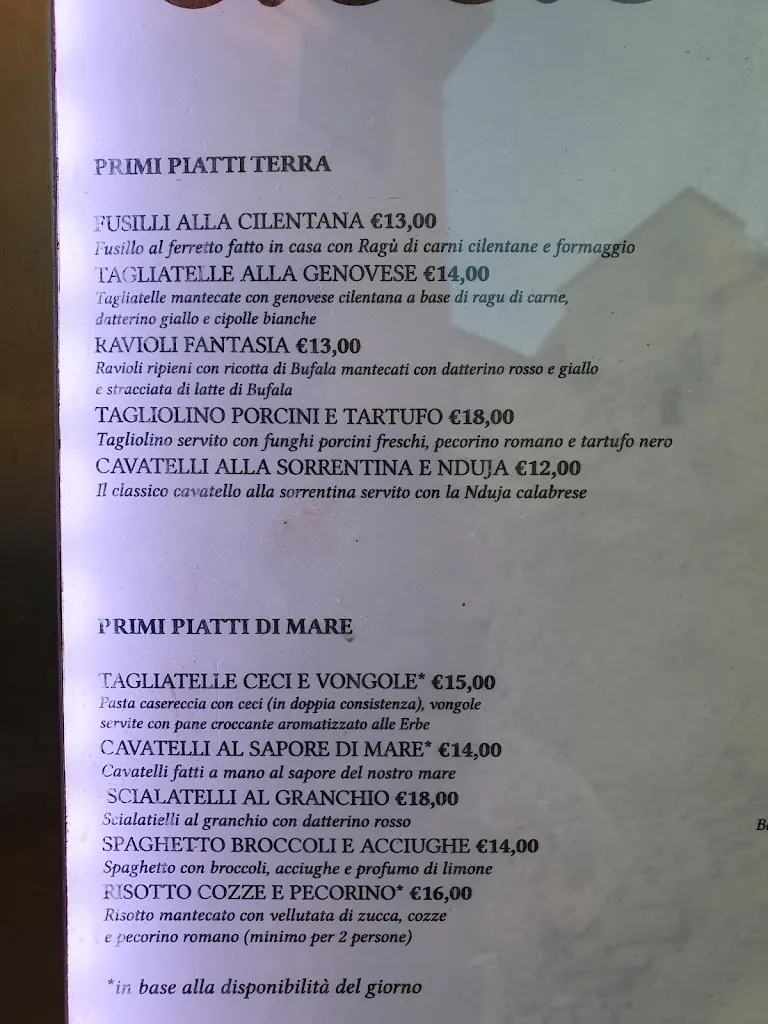 PRIMI PIATTI TERRA
FUSILLI ALLA CILENTANA €13,00
Fusillo al ferretto fatto in casa con Ragù di carni cilentane e formaggio
TAGLIATELLE ALLA GENOVESE €14,00
Tagliatelle mantecate con genovese cilentana a base di ragu di carne,
datterino giallo e cipolle bianche
RAVIOLI FANTASIA €13,00
Ravioli ripieni con ricotta di Bufala mantecati con datterino rosso e giallo
e stracciata di latte di Bufala
TAGLIOLINO PORCINI E TARTUFO €18,00
Tagliolino servito con funghi porcini freschi, pecorino romano e tartufo nero
CAVATELLI ALLA SORRENTINA E NDUJA €12,00
Il classico cavatello alla sorrentina servito con la Nduja calabrese
PRIMI PIATTI DI MARE
TAGLIATELLE CECI E VONGOLE* €15,00
Pasta casereccia con ceci (in doppia consistenza), vongole
servite con pane croccante aromatizzato alle Erbe
CAVATELLI AL SAPORE DI MARE* €14,00
Cavatelli fatti a mano al sapore del nostro mare
SCIALATELLI AL GRANCHIO €18,00
Scialatielli al granchio con datterino rosso
SPAGHETTO BROCCOLI E ACCIUGHE €14,00
Spaghetto con broccoli, acciughe e profumo di limone
RISOTTO COZZE E PECORINO* €16,00
Risotto mantecato con vellutata di zucca, cozze
e pecorino romano (minimo per 2 persone)
*in base alla disponibilità del giorno